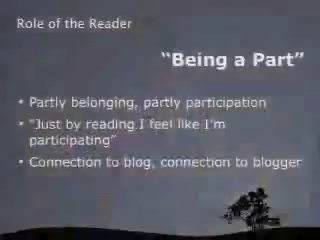 Role of the Reader
“Being a Part”
• Partly belonging, partly participation
• “Just by reading I feel like I’m
participating”
• Connection to blog, connection to blogger